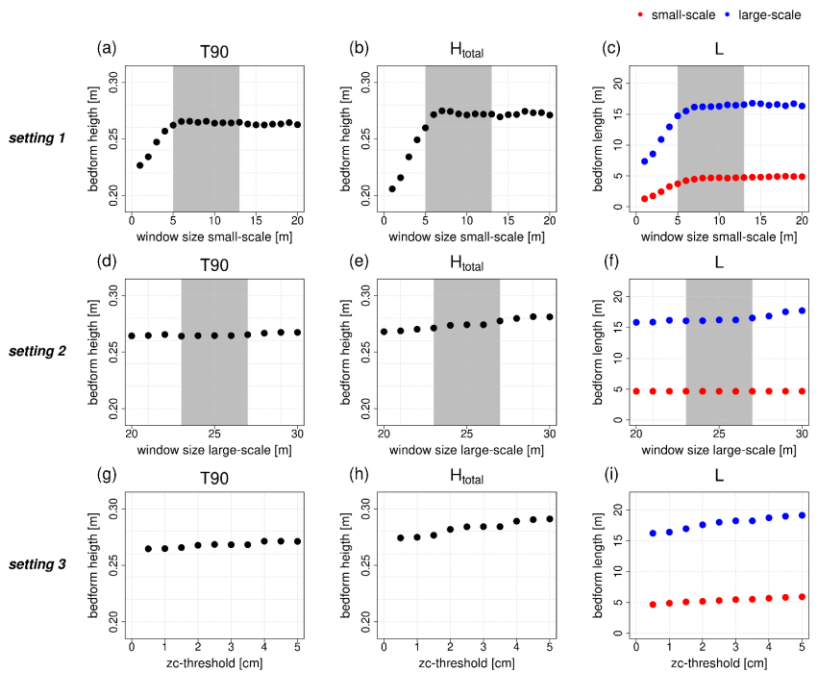 small-scale large-scale
(a) T90 (b) Htotal (c) L
setting 1
bedform heigth [m] 0.20 0.25 0.30
bedform heigth [m] 0.20 0.25 0.30
bedform length [m] 0 5 10 15 20
0 5 10 15 20 0 5 10 15 20 0 5 10 15 20
window size small-scale [m] window size small-scale [m] window size small-scale [m]
(d) T90 (e) Htotal (f) L
setting 2
bedform heigth [m] 0.20 0.25 0.30
bedform heigth [m] 0.20 0.25 0.30
bedform length [m] 0 5 10 15 20
20 25 30 20 25 30 20 25 30
window size large-scale [m] window size large-scale [m] window size large-scale [m]
(g) T90 (h) Htotal (i) L
setting 3
bedform heigth [m] 0.20 0.25 0.30
bedform heigth [m] 0.20 0.25 0.30
bedform length [m] 0 5 10 15 20
0 1 2 3 4 5 0 1 2 3 4 5 0 1 2 3 4 5
zc-threshold [cm] zc-threshold [cm] zc-threshold [cm]